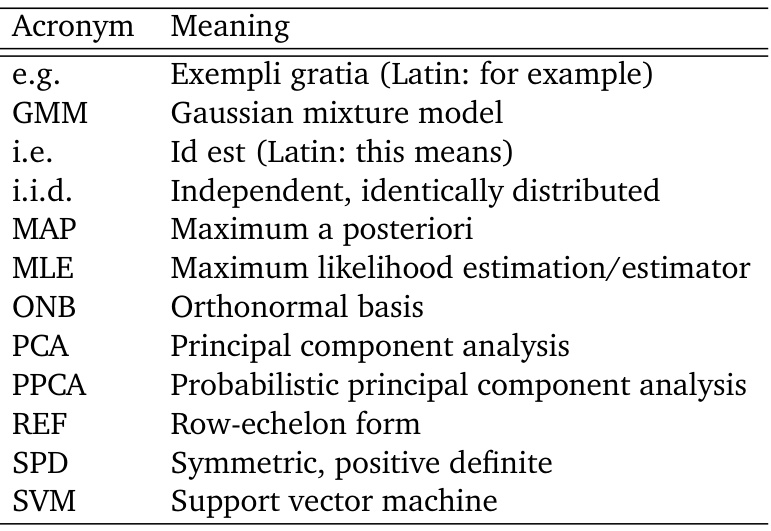 Acronym Meaning
e.g. Exempli gratia (Latin: for example)
GMM Gaussian mixture model
i.e. Id est (Latin: this means)
i.i.d. Independent, identically distributed
MAP Maximum a posteriori
MLE Maximum likelihood estimation/estimator
ONB Orthonormal basis
PCA Principal component analysis
PPCA Probabilistic principal component analysis
REF Row-echelon form
SPD Symmetric, positive definite
SVM Support vector machine